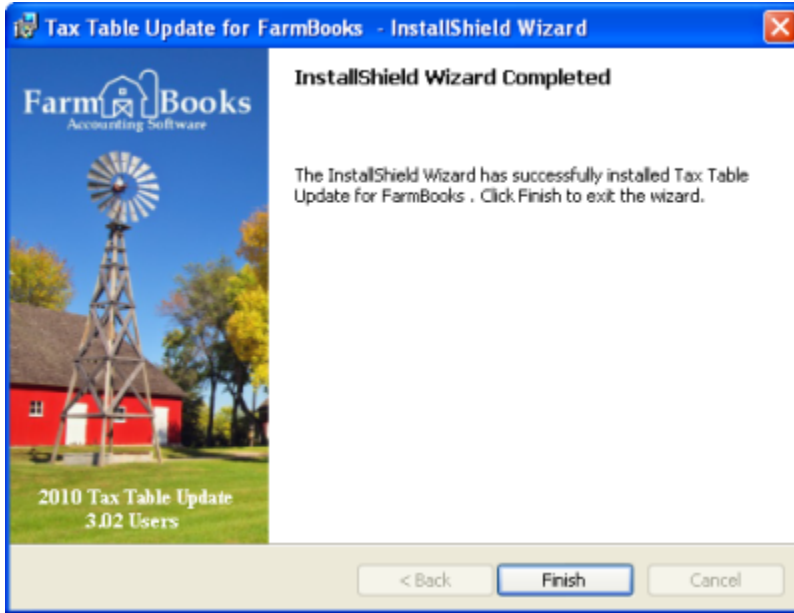 Tax Table Update for FarmBooks - InstallShield Wizard
Farm Books
Accounting Software
InstallShield Wizard Completed
The InstallShield Wizard has successfully installed Tax Table
Update for FarmBooks . Click Finish to exit the wizard.
2010 Tax Table Update
3.02 Users
< Back
Finish
Cancel